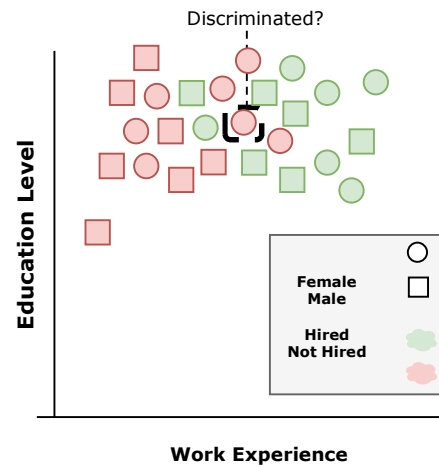 Discriminated?
Education Level
Female
Male
Hired
Not Hired
Work Experience